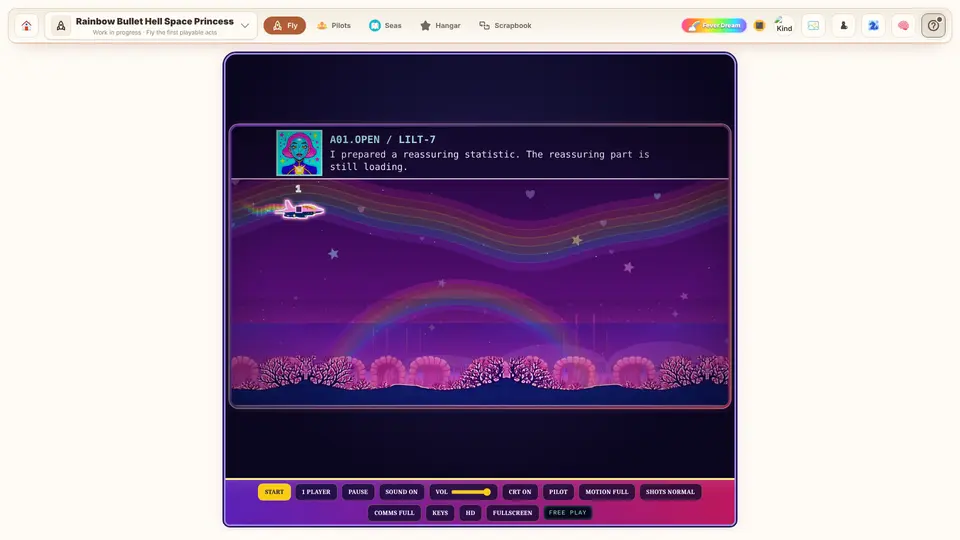 Rainbow Bullet Hell Space Princess
Work in progress · Fly the first playable acts
Fly
Pilots
Seas
Hangar
Scrapbook
Fever Dream
Kind
A01.OPEN / LILT-7
I prepared a reassuring statistic. The reassuring part is
still loading.
1
START
1 PLAYER
PAUSE
SOUND ON
VOL
CRT ON
PILOT
MOTION FULL
SHOTS NORMAL
COMMS FULL
KEYS
HD
FULLSCREEN
FREE PLAY